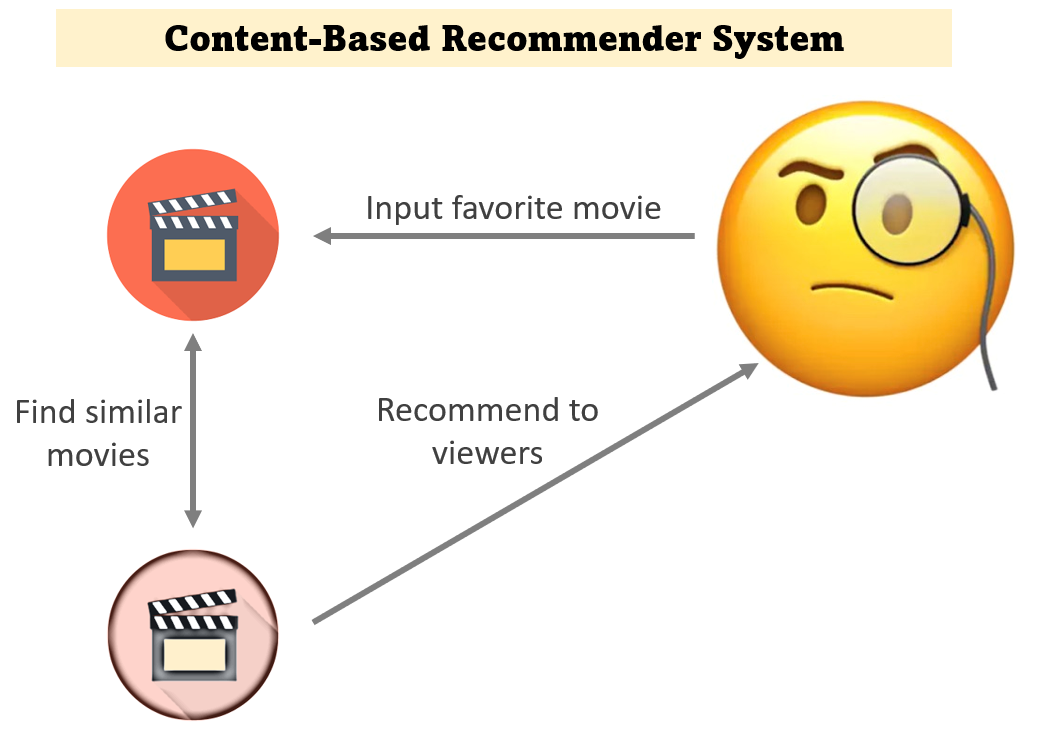 Content-Based Recommender System
Input favorite movie
Find similar
movies
Recommend to
viewers